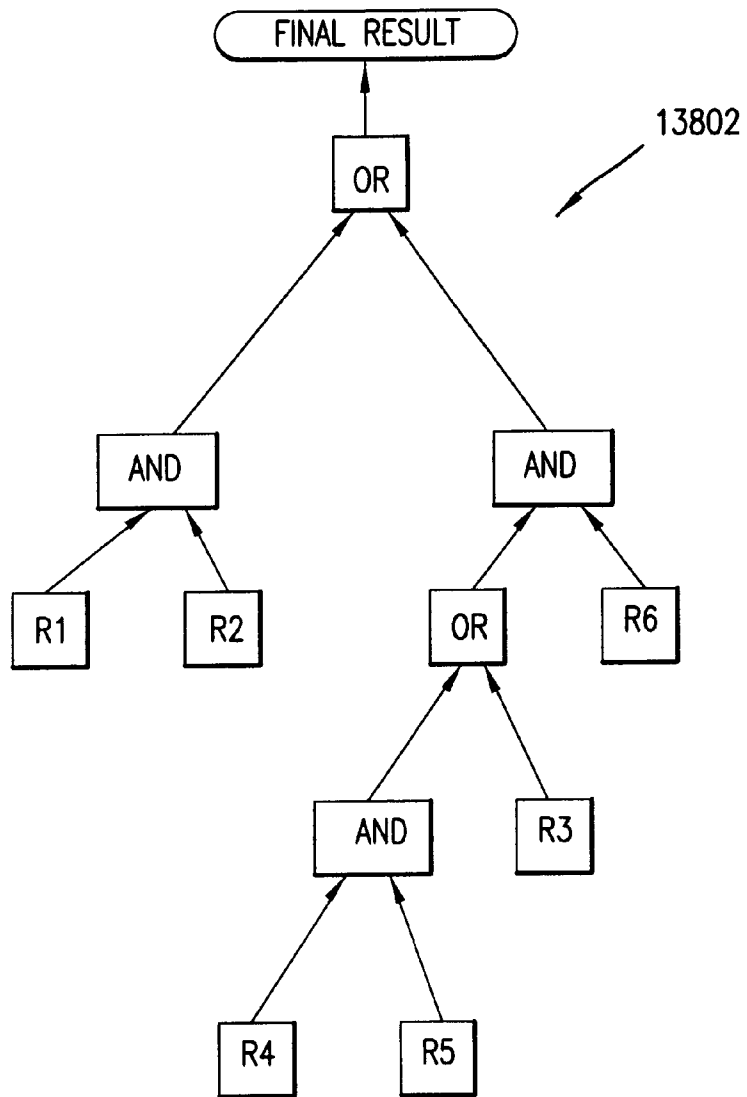 FINAL RESULT
13802
OR
AND
AND
R1
R2
OR
R6
AND
R3
R4
R5